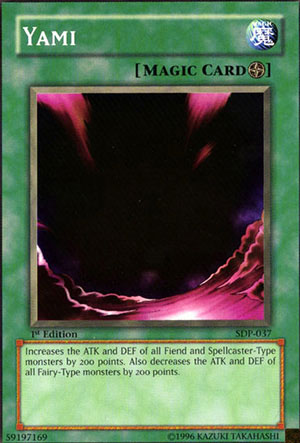 YAMI
魔
[MAGIC CARD]
1st Edition SDP-037
Increases the ATK and DEF of all Fiend and Spellcaster-Type
monsters by 200 points. Also decreases the ATK and DEF of
all Fairy-Type monsters by 200 points.
59197169 ©1996 KAZUKI TAKAHASHI